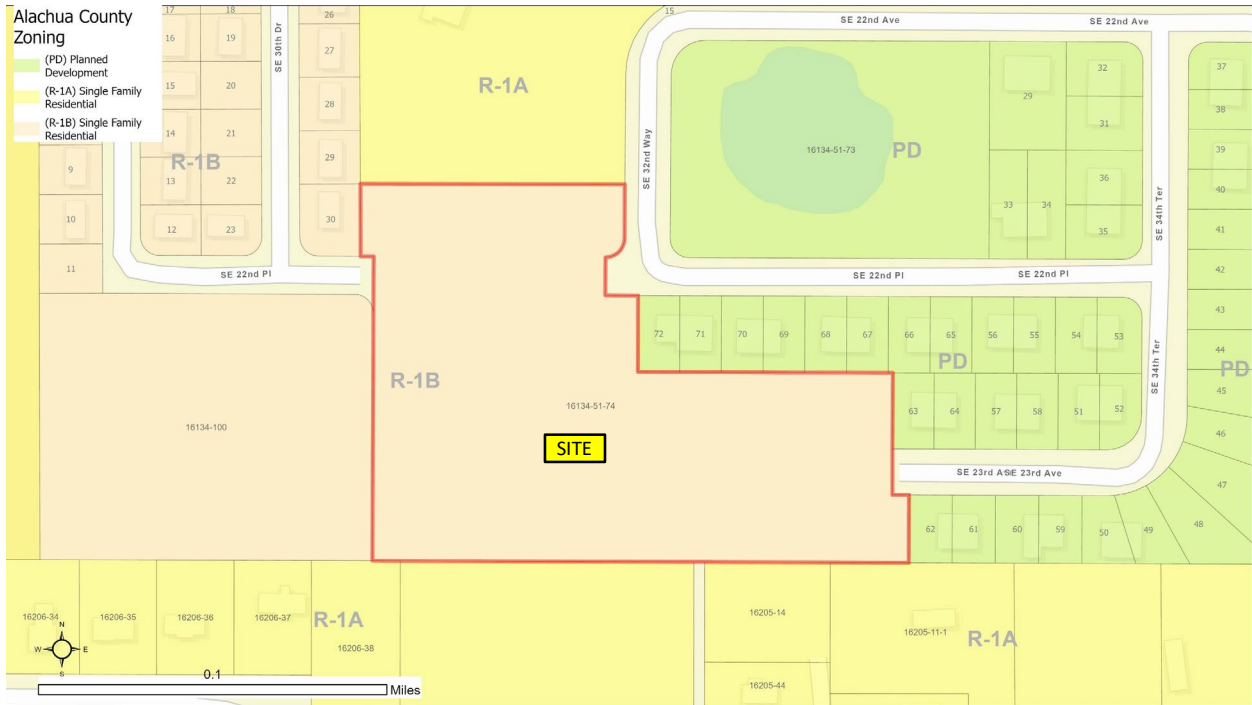 Alachua County
Zoning
(PD) Planned
Development
(R-1A) Single Family
Residential
(R-1B) Single Family
Residential
17 18
16 19
15 20
14 21
R-1B
13 22
12 23
9
10
11
SE 30th Dr
26
27
28
29
30
SE 22nd Pl
R-1A
15
SE 22nd Ave SE 22nd Ave
SE 32nd Way
16134-51-73
PD
29
32
31
33 34
36
35
SE 34th Ter
37
38
39
40
41
42
43
44
PD
45
46
47
48
SE 22nd Pl SE 22nd Pl
72 71 70 69 68 67 66 65 56 55 54 53
PD
63 64 57 58 51 52
SE 34th Ter
SE 23rd A SE 23rd Ave
62 61 60 59 50 49
R-1B
16134-51-74
SITE
16134-100
16206-34 16206-35 16206-36 16206-37
R-1A
16206-38
16205-14
16205-11-1
R-1A
16205-44
N
W E
S
0.1
Miles